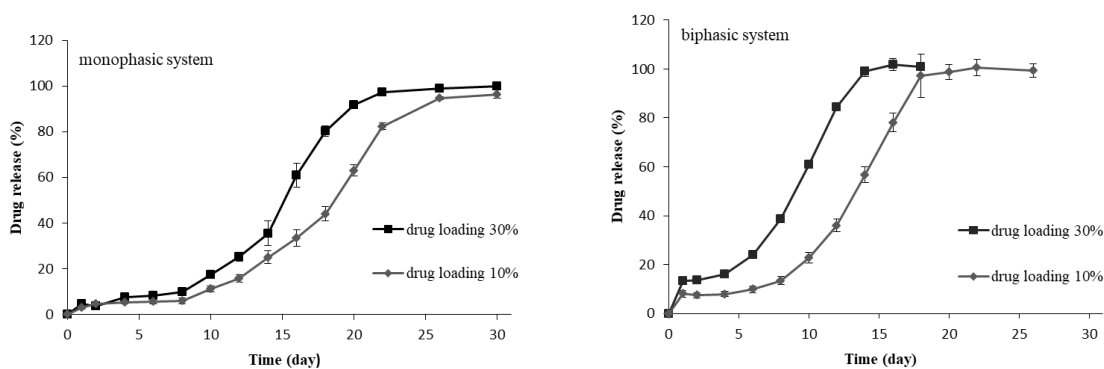 monophasic system
120
100
80
60
40
20
0
Drug release (%)
drug loading 30%
drug loading 10%
0 5 10 15 20 25 30
Time (day)
biphasic system
120
100
80
60
40
20
0
Drug release (%)
drug loading 30%
drug loading 10%
0 5 10 15 20 25 30
Time (day)